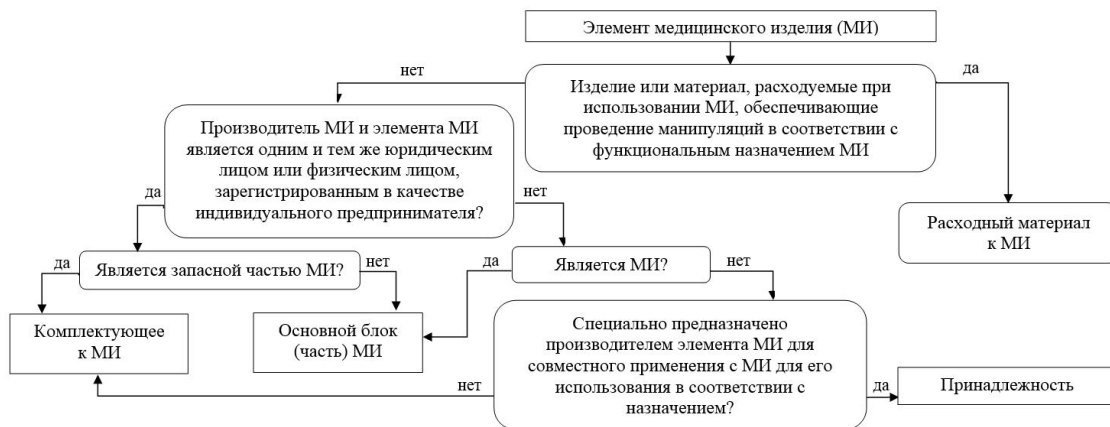 Элемент медицинского изделия (МИ)
нет
да
Изделие или материал, расходуемые при
использовании МИ, обеспечивающие
проведение манипуляций в соответствии с
функциональным назначением МИ
Производитель МИ и элемента МИ
является одним и тем же юридическим
лицом или физическим лицом,
зарегистрированным в качестве
индивидуального предпринимателя?
да
нет
Расходный материал
к МИ
да
Является запасной частью МИ?
нет
да
Является МИ?
нет
Комплектующее
к МИ
Основной блок
(часть) МИ
Специально предназначено
производителем элемента МИ для
совместного применения с МИ для его
использования в соответствии с
назначением?
нет
да
Принадлежность